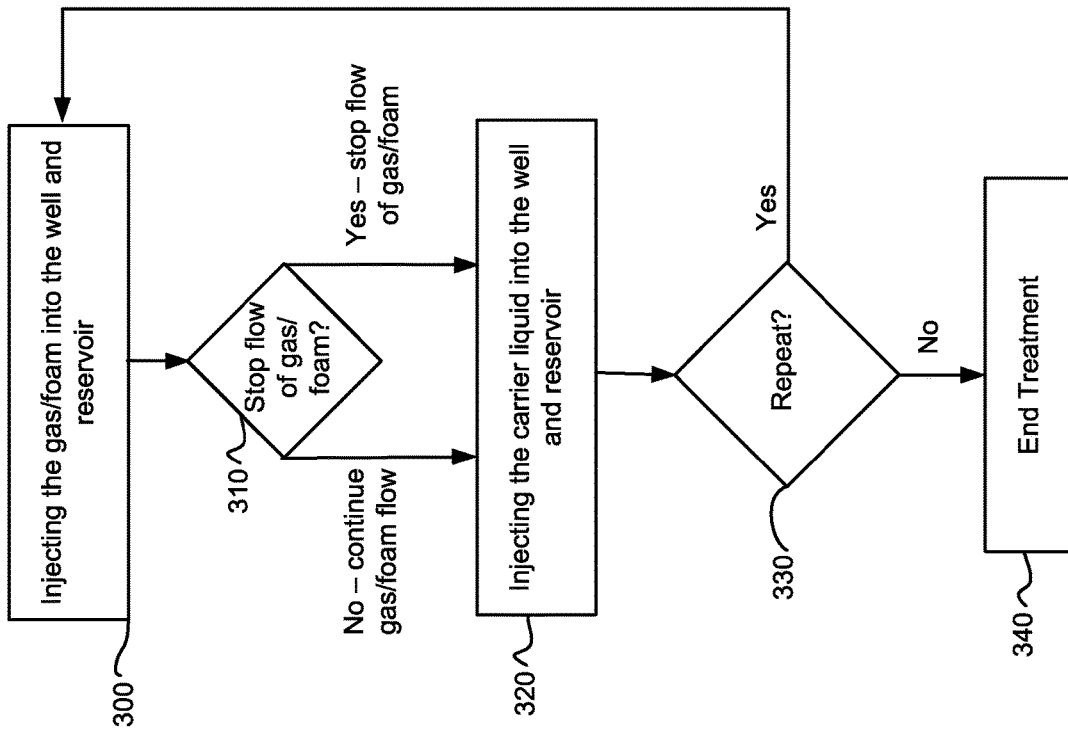 300
Injecting the gas/foam into the well and
reservoir
310
Stop flow
of gas/
foam?
No – continue
gas/foam flow
Yes – stop flow
of gas/foam
320
Injecting the carrier liquid into the well
and reservoir
330
Repeat?
Yes
No
340
End Treatment